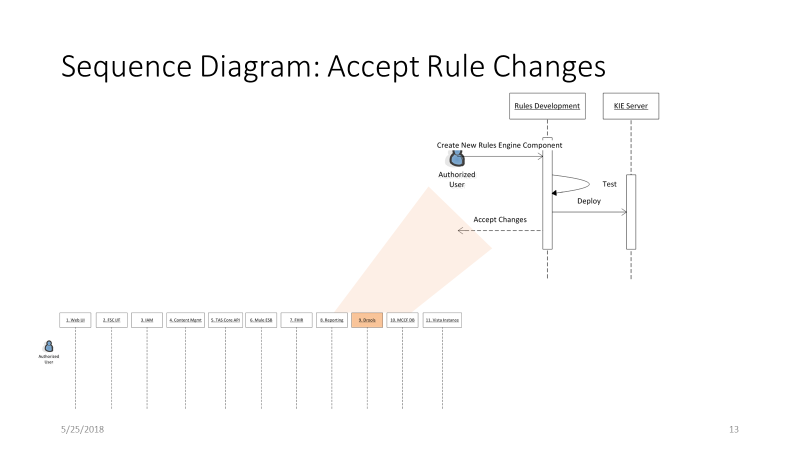 Sequence Diagram: Accept Rule Changes
Rules Development
KIE Server
Create New Rules Engine Component
Authorized
User
Test
Deploy
Accept Changes
1. Web UI
2. ESC UI
3. IAM
4. Content Mgmt
5. TAS Core API
6. Mule ESB
7. FHIR
8. Reporting
9. Drools
10. MCCF DB
11. Vista Instance
Authorized
User
5/25/2018
13